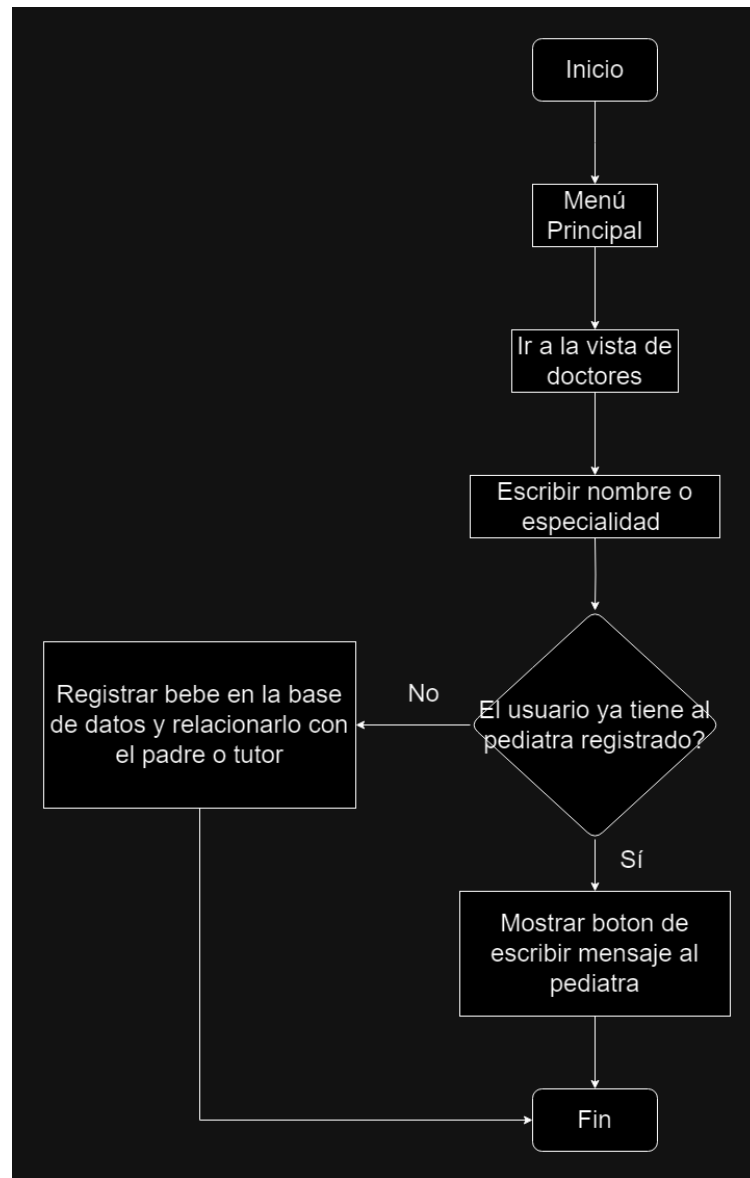 Inicio
Menú
Principal
Ir a la vista de
doctores
Escribir nombre o
especialidad
El usuario ya tiene al
pediatra registrado?
No
Registrar bebe en la base
de datos y relacionarlo con
el padre o tutor
Sí
Mostrar boton de
escribir mensaje al
pediatra
Fin